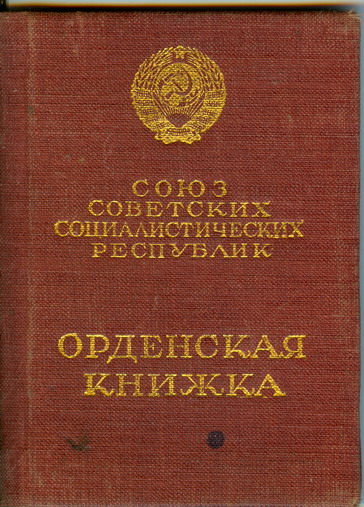 СОЮЗ
СОВЕТСКИХ
СОЦИАЛИСТИЧЕСКИХ
РЕСПУБЛИК
ОРДЕНСКАЯ
КНИЖКА